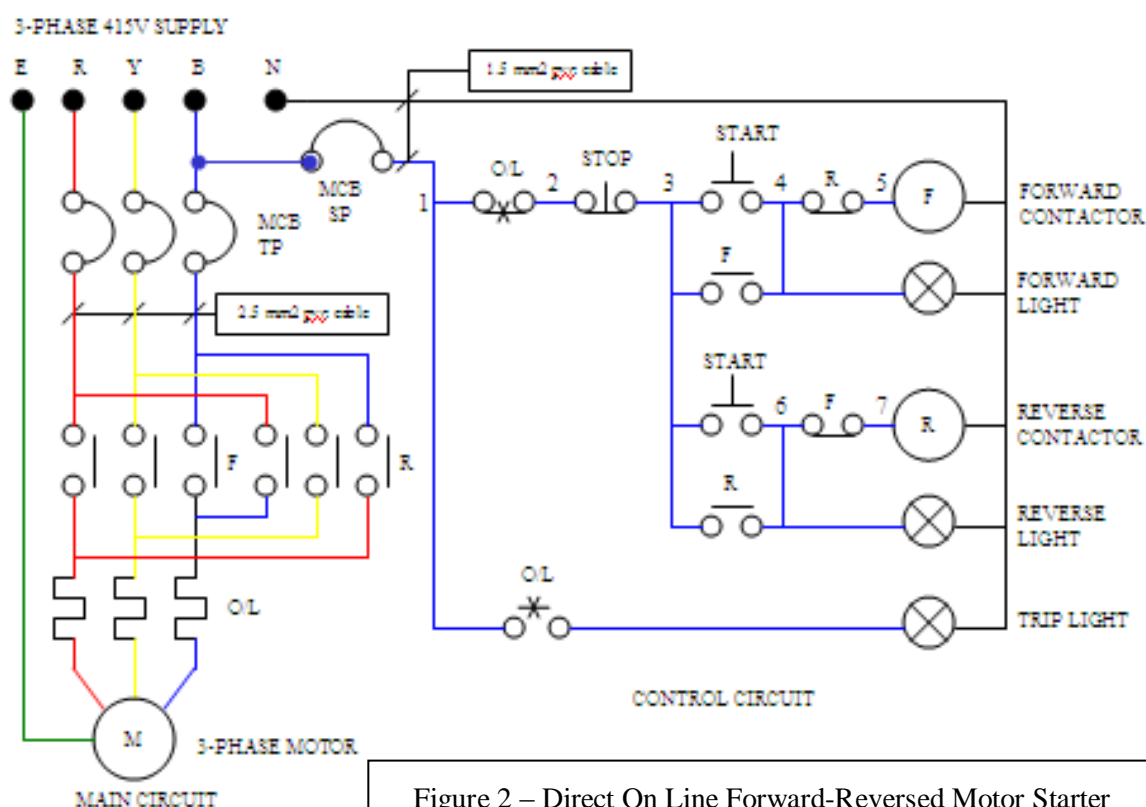 3-PHASE 415V SUPPLY
E R Y B N
1.5 mm2 pvc cable
MCB
SP
MCB
TP
2.5 mm2 pvc cable
F
R
O/L
M
3-PHASE MOTOR
MAIN CIRCUIT
START
O/L STOP
1 2 3 4 R 5 F
FORWARD
CONTACTOR
F
FORWARD
LIGHT
START
6 F 7 R
REVERSE
CONTACTOR
R
REVERSE
LIGHT
O/L
TRIP LIGHT
CONTROL CIRCUIT
Figure 2 – Direct On Line Forward-Reversed Motor Starter